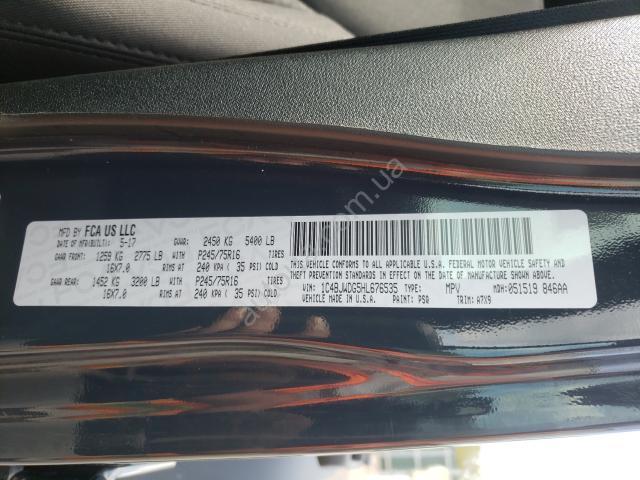 MFD BY FCA US LLC
DATE OF MFR(BUILT): 5-17 GVWR: 2450 KG 5400 LB
GAWR FRONT: 1259 KG 2775 LB P245/75R16 TIRES
16X7.0 RIMS AT 240 KPA ( 35 PSI) COLD
GAWR REAR: 1452 KG 3200 LB P245/75R16 TIRES
16X7.0 RIMS AT 240 KPA ( 35 PSI) COLD
THIS VEHICLE CONFORMS TO ALL APPLICABLE U.S.A. FEDERAL MOTOR VEHICLE SAFETY
AND THEFT PREVENTION STANDARDS IN EFFECT ON THE DATE OF MANUFACTURE SHOWN ABOVE.
VIN: 1C4BJWDG5HL676535 TYPE: MPV MDH: 051519 846AA
VEHICLE MADE IN U.S.A. PAINT: PSQ TRIM: A7X9